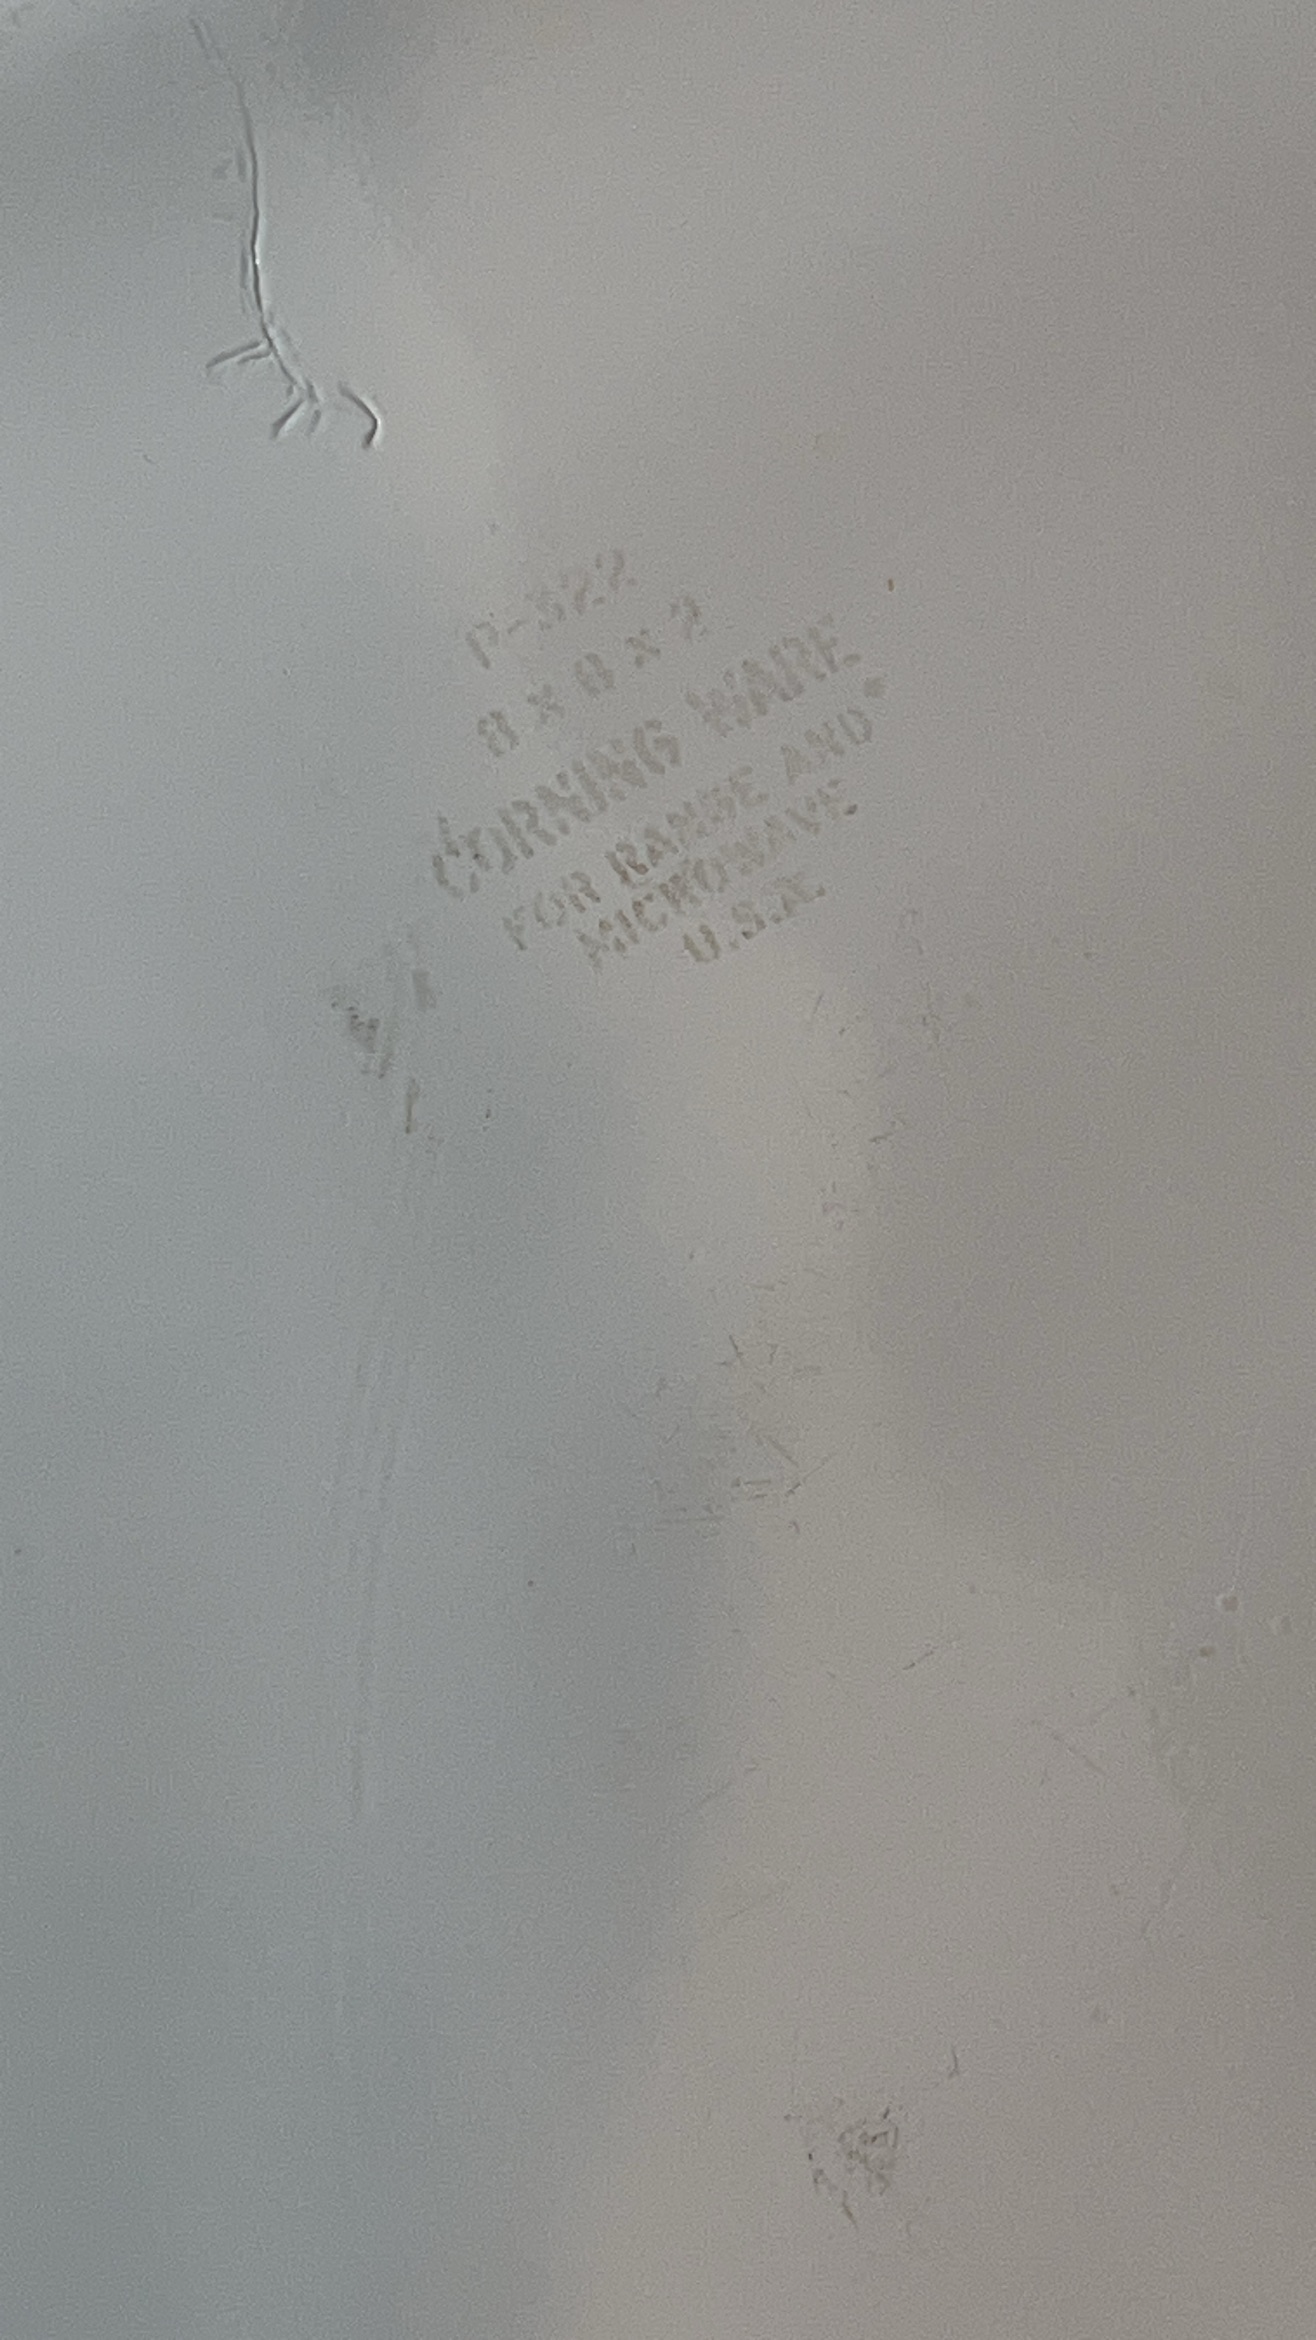 P-322
8 x 8 x 2
CORNING WARE
FOR RANGE AND
MICROWAVE
U.S.A.